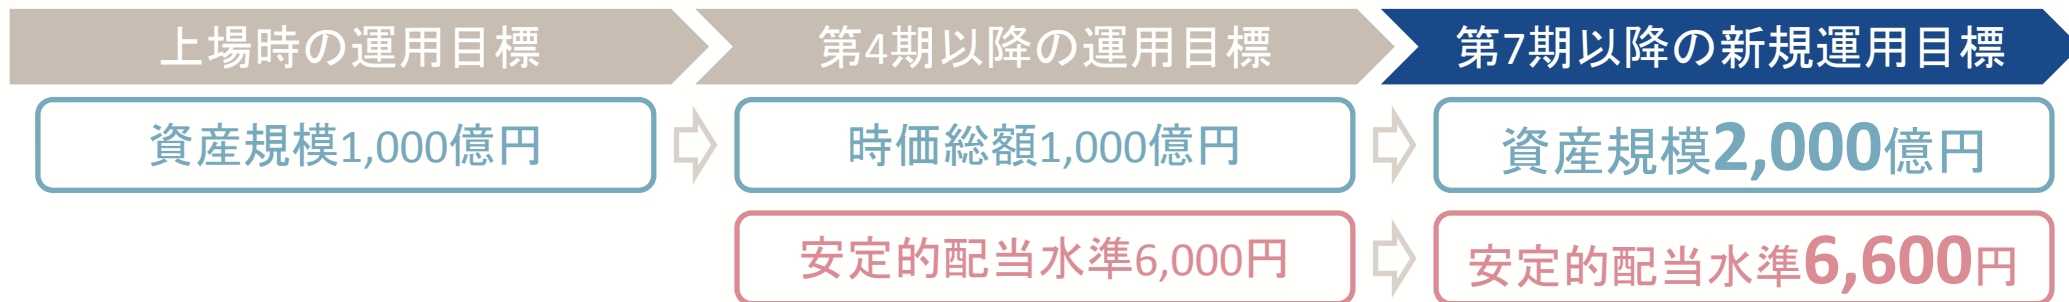 上場時の運用目標
第4期以降の運用目標
第7期以降の新規運用目標
資産規模1,000億円
時価総額1,000億円
資産規模2,000億円
安定的配当水準6,000円
安定的配当水準6,600円